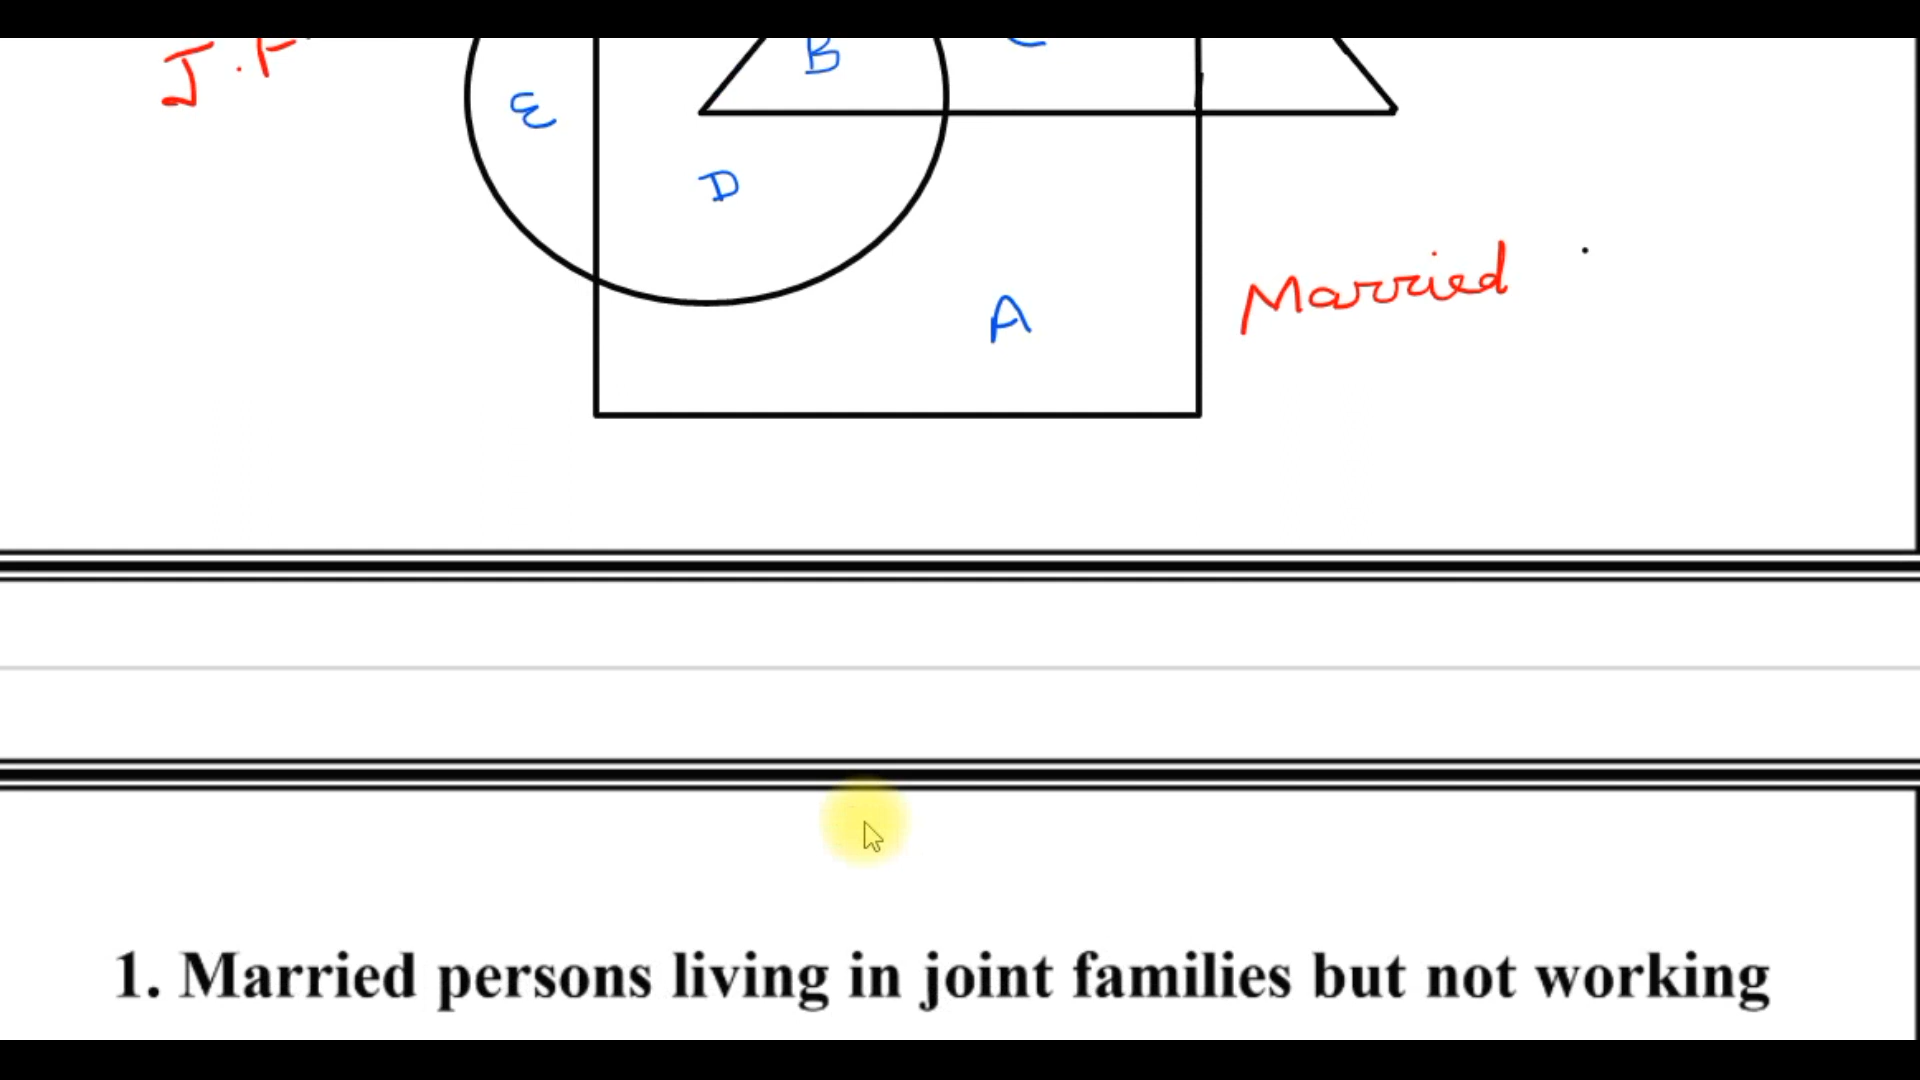 J.F
B
E
D
Married
A
1. Married persons living in joint families but not working